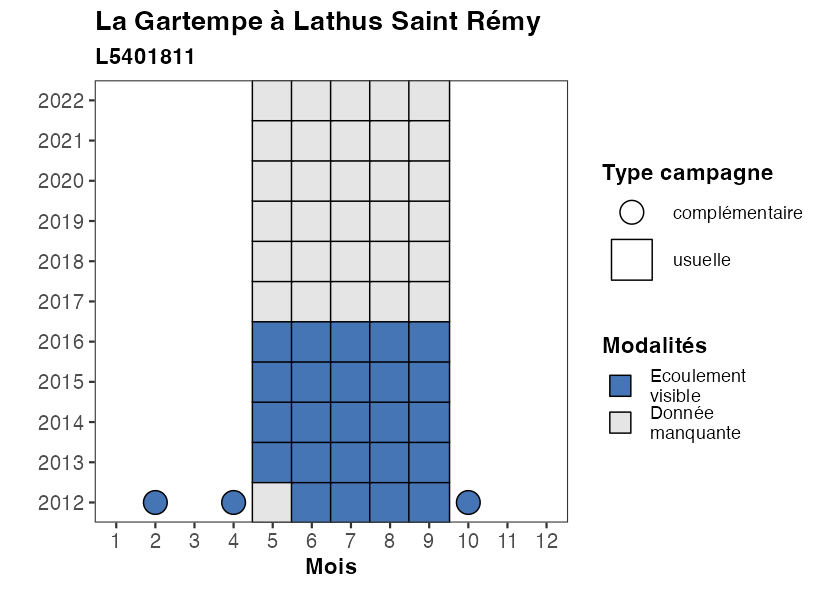 La Gartempe à Lathus Saint Rémy
L5401811
2022
2021
2020
2019
2018
2017
2016
2015
2014
2013
2012
1 2 3 4 5 6 7 8 9 10 11 12
Mois
Type campagne
complémentaire
usuelle
Modalités
Ecoulement
visible
Donnée
manquante